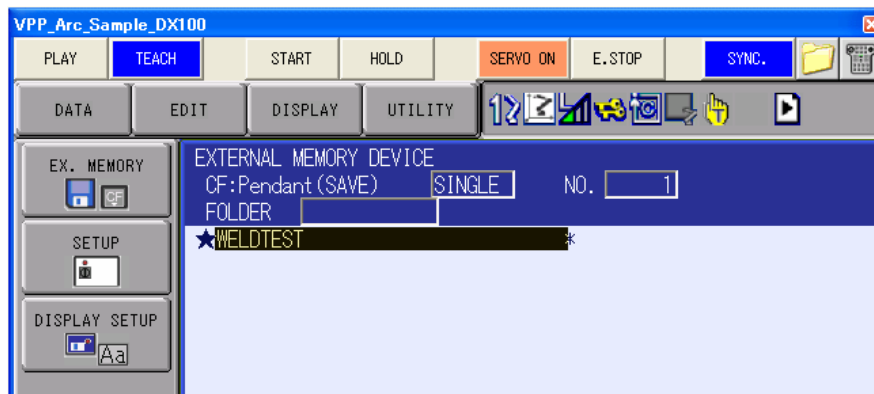 VPP_Arc_Sample_DX100
PLAY TEACH START HOLD SERVO ON E.STOP SYNC.
DATA EDIT DISPLAY UTILITY
EX. MEMORY
CF
SETUP
DISPLAY SETUP
Aa
EXTERNAL MEMORY DEVICE
CF:Pendant(SAVE) SINGLE NO. 1
FOLDER
★WELDTEST *